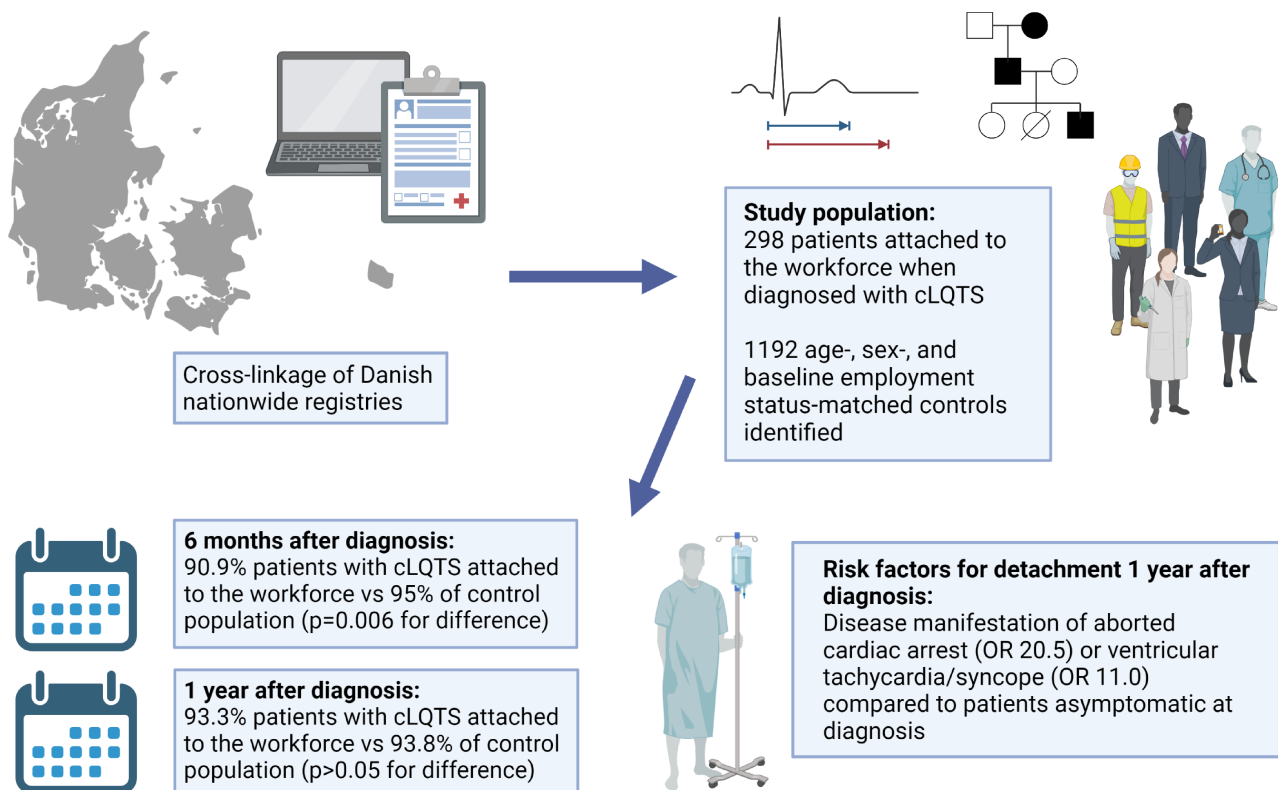 Cross-linkage of Danish
nationwide registries
Study population:
298 patients attached to
the workforce when
diagnosed with cLQTS
1192 age-, sex-, and
baseline employment
status-matched controls
identified
6 months after diagnosis:
90.9% patients with cLQTS attached
to the workforce vs 95% of control
population (p=0.006 for difference)
1 year after diagnosis:
93.3% patients with cLQTS attached
to the workforce vs 93.8% of control
population (p>0.05 for difference)
Risk factors for detachment 1 year after
diagnosis:
Disease manifestation of aborted
cardiac arrest (OR 20.5) or ventricular
tachycardia/syncope (OR 11.0)
compared to patients asymptomatic at
diagnosis